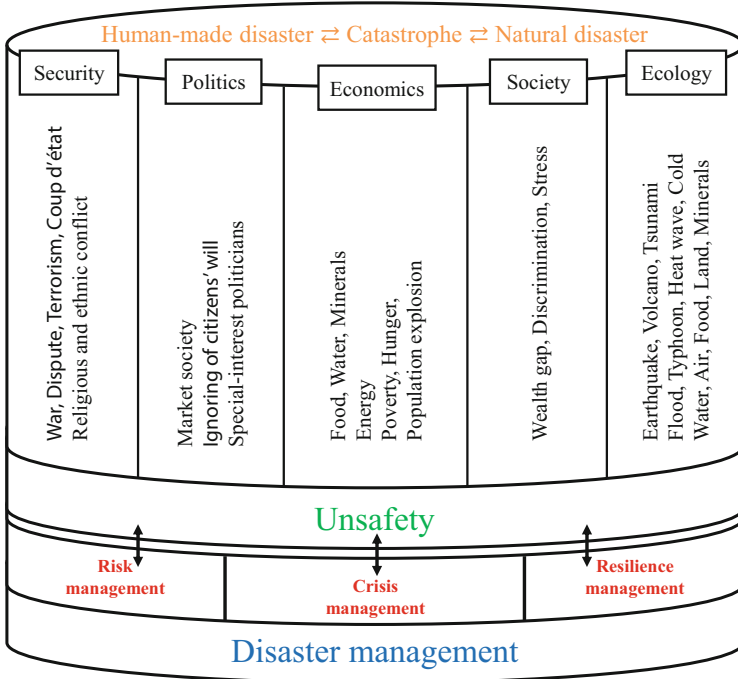 Human-made disaster ⇄ Catastrophe ⇄ Natural disaster
Security
Politics
Economics
Society
Ecology
War, Dispute, Terrorism, Coup d'état
Religious and ethnic conflict
Market society
Ignoring of citizens' will
Special-interest politicians
Food, Water, Minerals
Energy
Poverty, Hunger,
Population explosion
Wealth gap, Discrimination, Stress
Earthquake, Volcano, Tsunami
Flood, Typhoon, Heat wave, Cold
Water, Air, Food, Land, Minerals
Unsafety
Risk
management
Crisis
management
Resilience
management
Disaster management